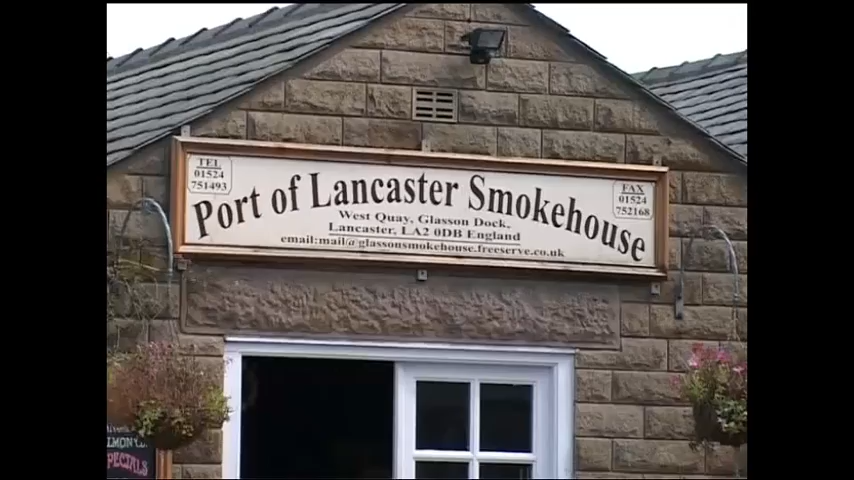 TEL
01524
751493
Port of Lancaster Smokehouse
West Quay, Glasson Dock,
Lancaster, LA2 0DB England
email:mail@glassonsmokehouse.freeserve.co.uk
FAX
01524
752168
SPECIALS